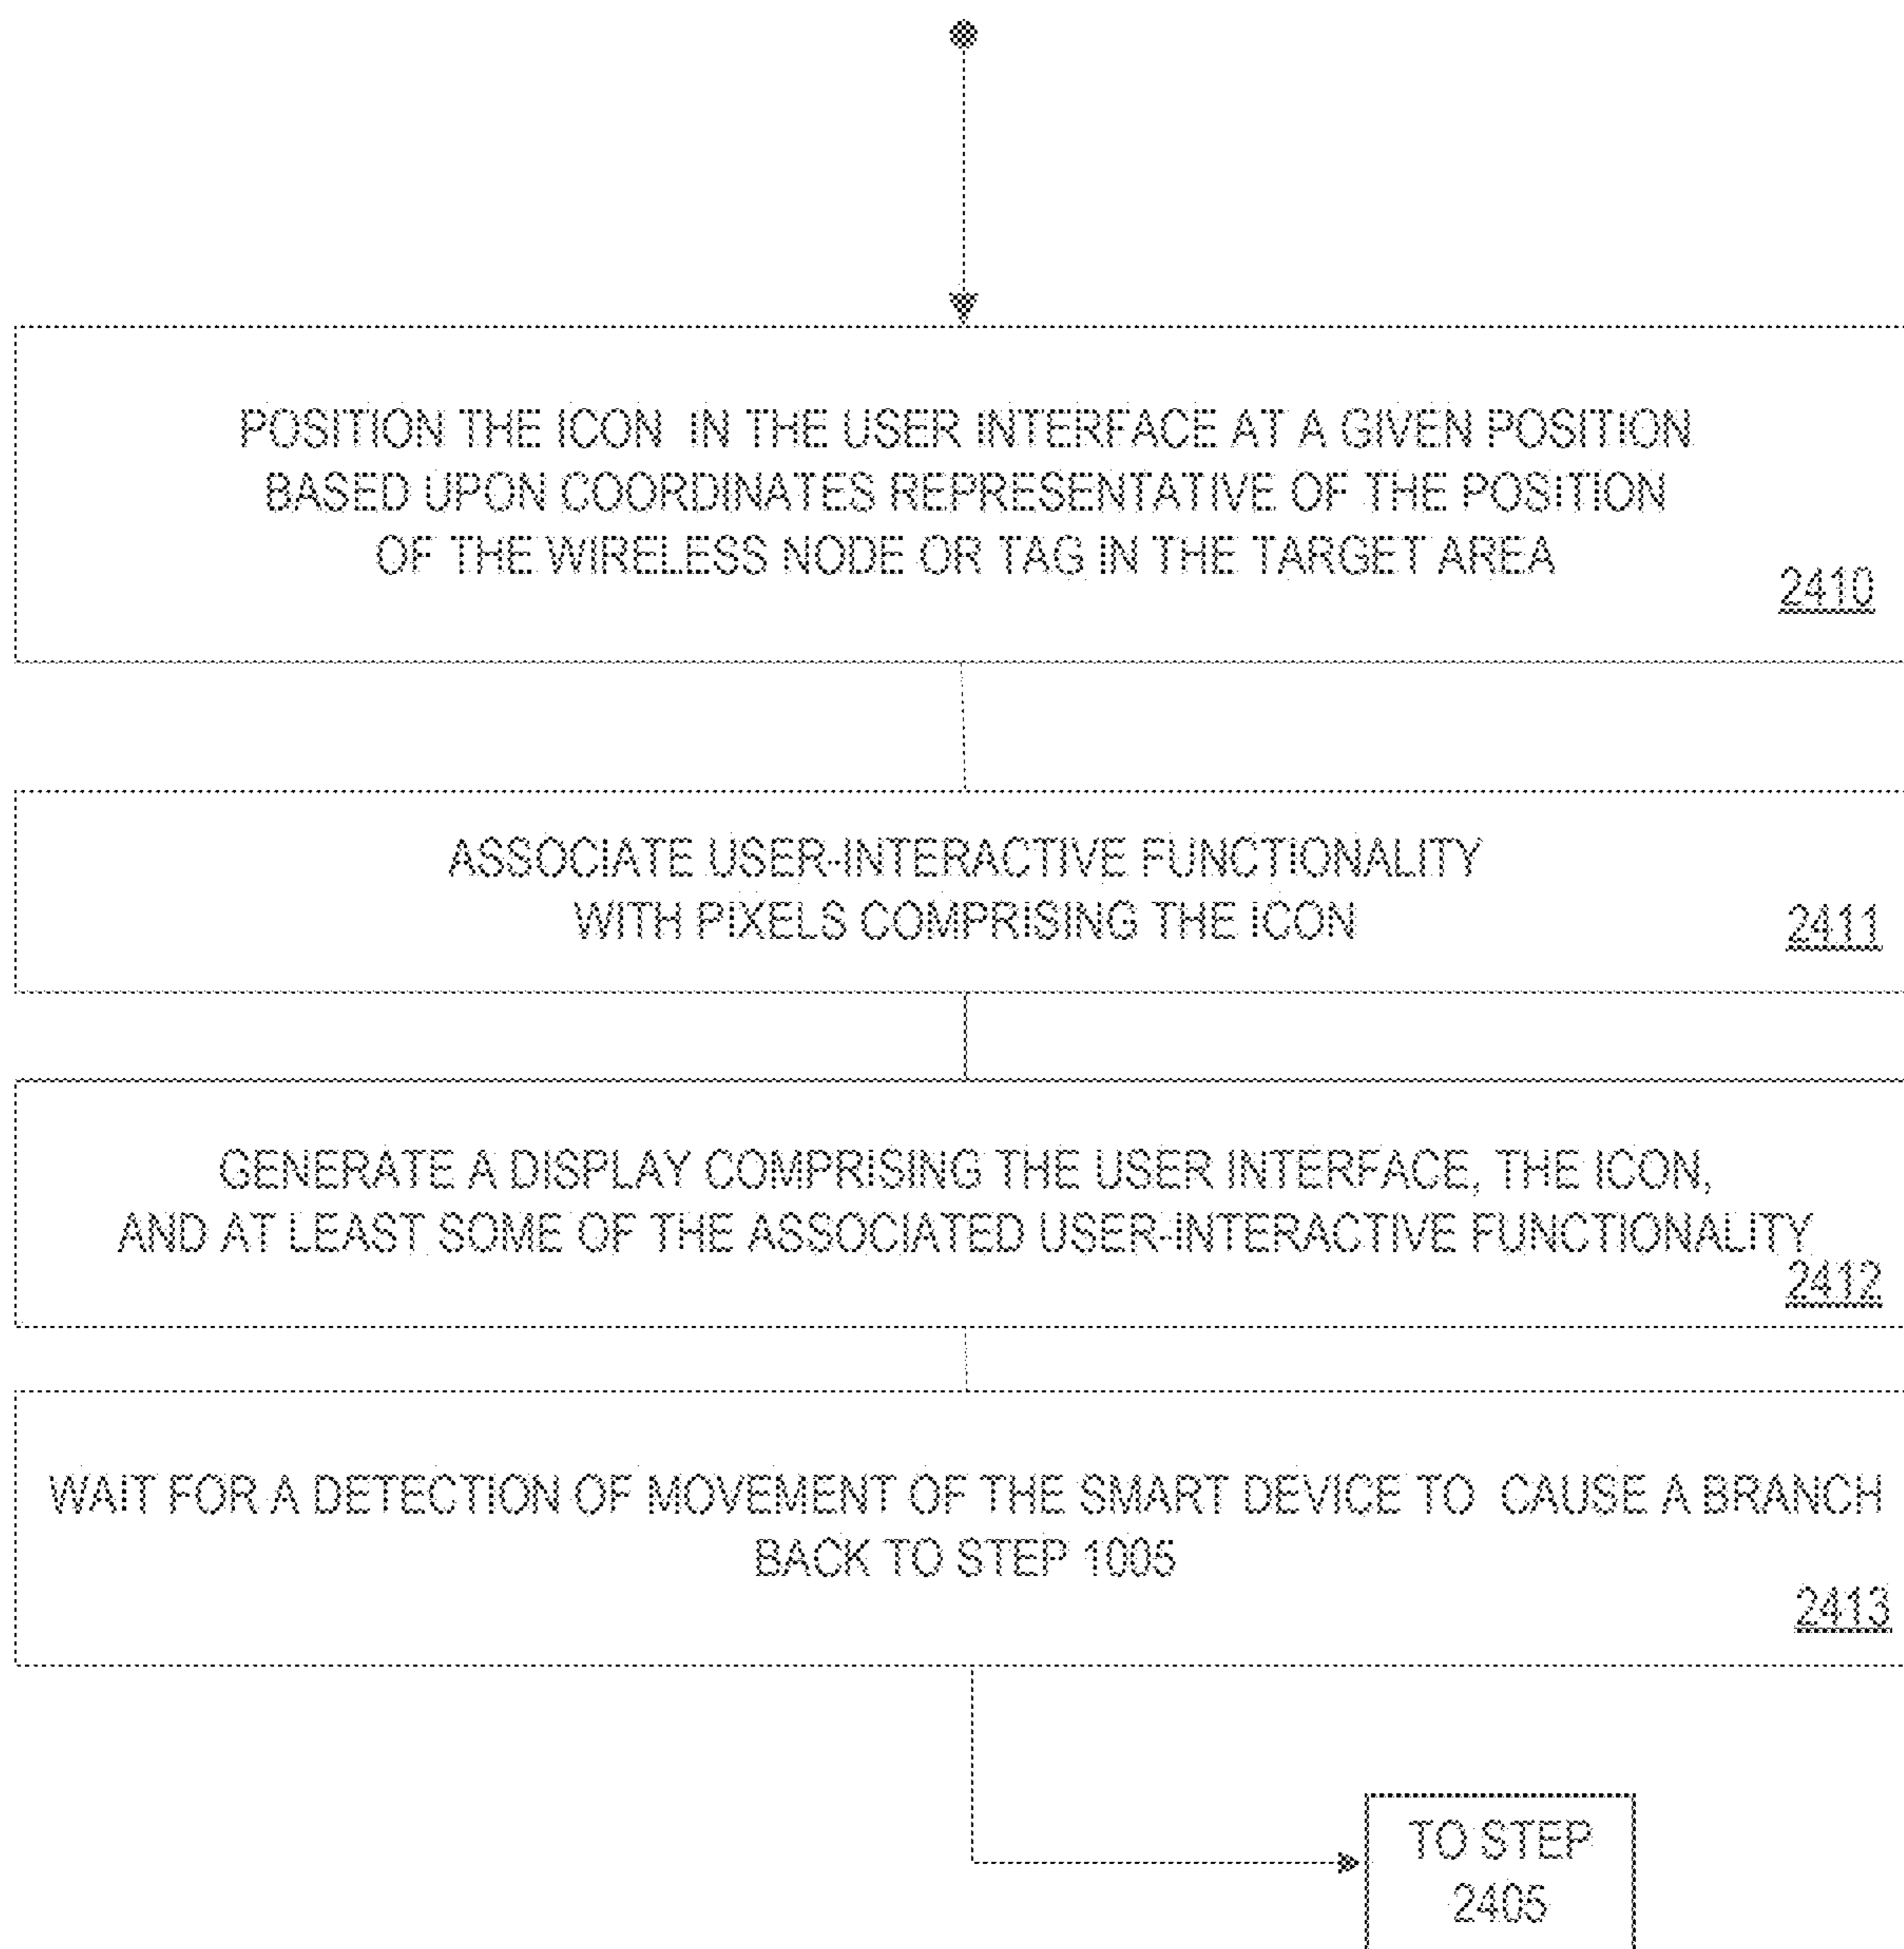 POSITION THE ICON IN THE USER INTERFACE AT A GIVEN POSITION
BASED UPON COORDINATES REPRESENTATIVE OF THE POSITION
OF THE WIRELESS NODE OR TAG IN THE TARGET AREA
2410
ASSOCIATE USER-INTERACTIVE FUNCTIONALITY
WITH PIXELS COMPRISING THE ICON
2411
GENERATE A DISPLAY COMPRISING THE USER INTERFACE, THE ICON,
AND AT LEAST SOME OF THE ASSOCIATED USER-INTERACTIVE FUNCTIONALITY
2412
WAIT FOR A DETECTION OF MOVEMENT OF THE SMART DEVICE TO CAUSE A BRANCH
BACK TO STEP 1005
2413
TO STEP
2405